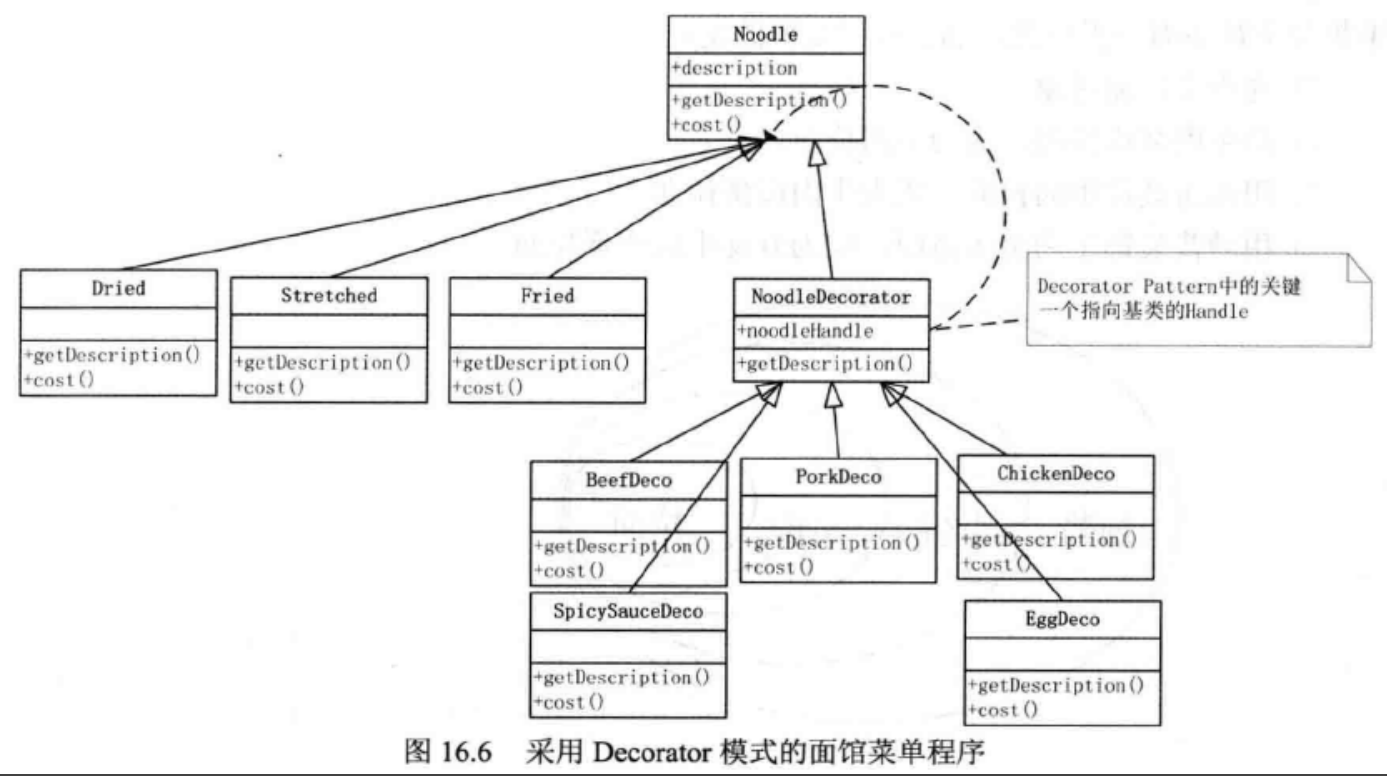 Noodle
+description
+getDescription()
+cost()
Dried
+getDescription()
+cost()
Stretched
+getDescription()
+cost()
Fried
+getDescription()
+cost()
NoodleDecorator
+noodleHandle
+getDescription()
Decorator Pattern中的关键
一个指向基类的Handle
BeefDeco
+getDescription()
+cost()
PorkDeco
+getDescription()
+cost()
ChickenDeco
+getDescription()
+cost()
SpicySauceDeco
+getDescription()
+cost()
EggDeco
+getDescription()
+cost()
图 16.6 采用 Decorator 模式的面馆菜单程序